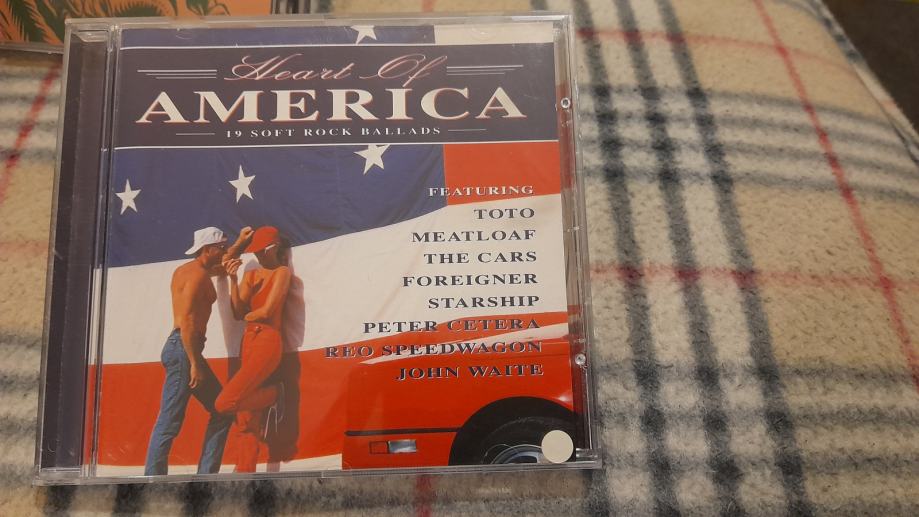 Heart Of
AMERICA
19 SOFT ROCK BALLADS
FEATURING
TOTO
MEATLOAF
THE CARS
FOREIGNER
STARSHIP
PETER CETERA
REO SPEEDWAGON
JOHN WAITE